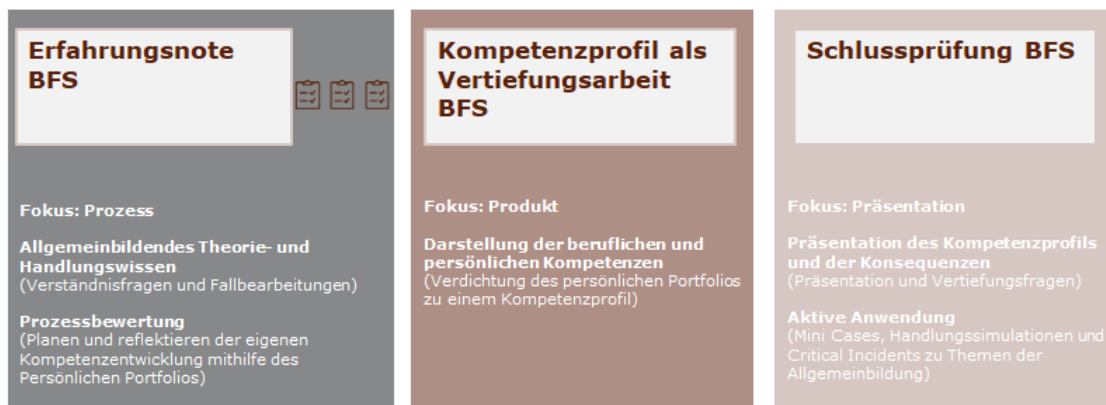 Erfahrungsnote
BFS
Fokus: Prozess
Allgemeinbildendes Theorie- und
Handlungswissen
(Verständnisfragen und Fallbearbeitungen)
Prozessbewertung
(Planen und reflektieren der eigenen
Kompetenzentwicklung mithilfe des
Persönlichen Portfolios)
Kompetenzprofil als
Vertiefungsarbeit
BFS
Fokus: Produkt
Darstellung der beruflichen und
persönlichen Kompetenzen
(Verdichtung des persönlichen Portfolios
zu einem Kompetenzprofil)
Schlussprüfung BFS
Fokus: Präsentation
Präsentation des Kompetenzprofils
und der Konsequenzen
(Präsentation und Vertiefungsfragen)
Aktive Anwendung
(Mini Cases, Handlungssimulationen und
Critical Incidents zu Themen der
Allgemeinbildung)